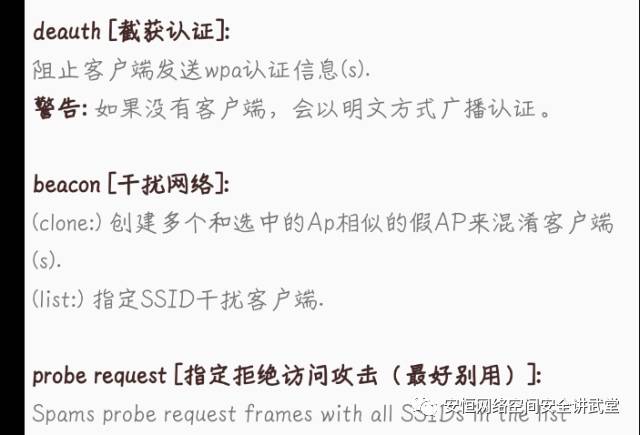 deauth [截获认证]:
阻止客户端发送wpa认证信息(s).
警告: 如果没有客户端，会以明文方式广播认证。
beacon [干扰网络]:
(clone:) 创建多个和选中的Ap相似的假AP来混淆客户端
(s).
(list:) 指定SSID干扰客户端.
probe request [指定拒绝访问攻击（最好别用）]:
Spams probe request frames with all SSIDs in the list
安恒网络空间安全讲武堂